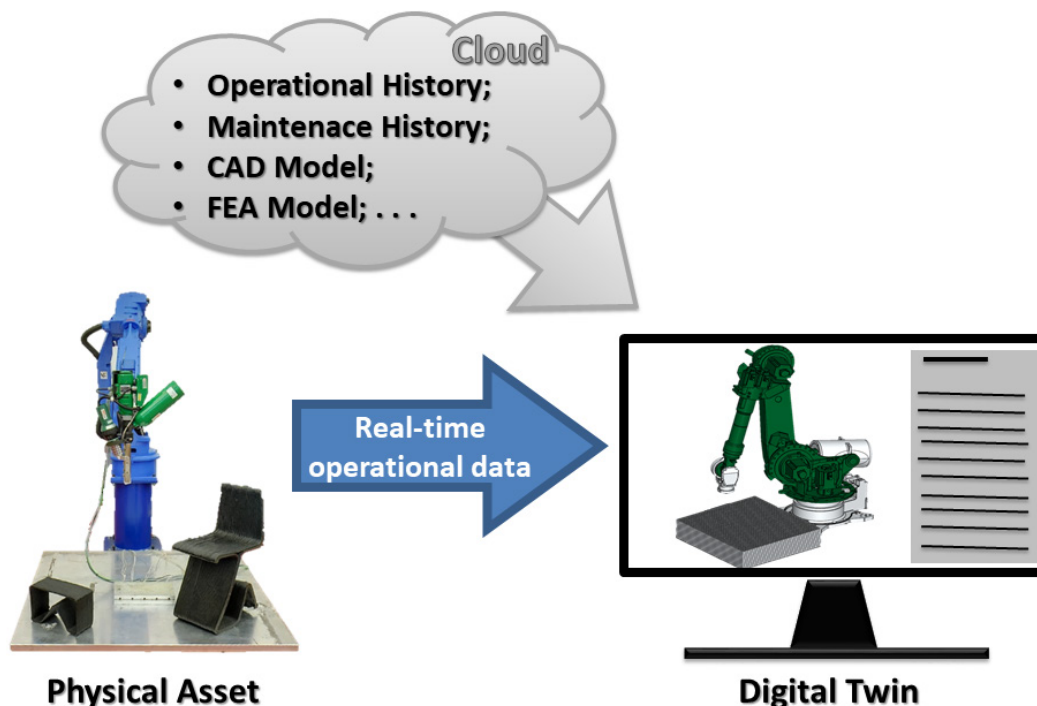 Cloud
• Operational History;
• Maintenace History;
• CAD Model;
• FEA Model; . . .
Real-time
operational data
Physical Asset
Digital Twin